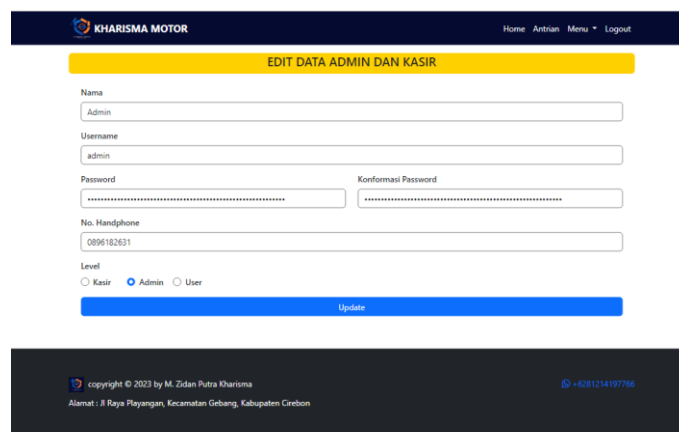 KHARISMA MOTOR Home Antrian Menu Logout
EDIT DATA ADMIN DAN KASIR
Nama
Admin
Username
admin
Password Konformasi Password
No. Handphone
0896182631
Level
Kasir Admin User
Update
copyright © 2023 by M. Zidan Putra Kharisma +6281214197766
Alamat : Jl Raya Playangan, Kecamatan Gebang, Kabupaten Cirebon